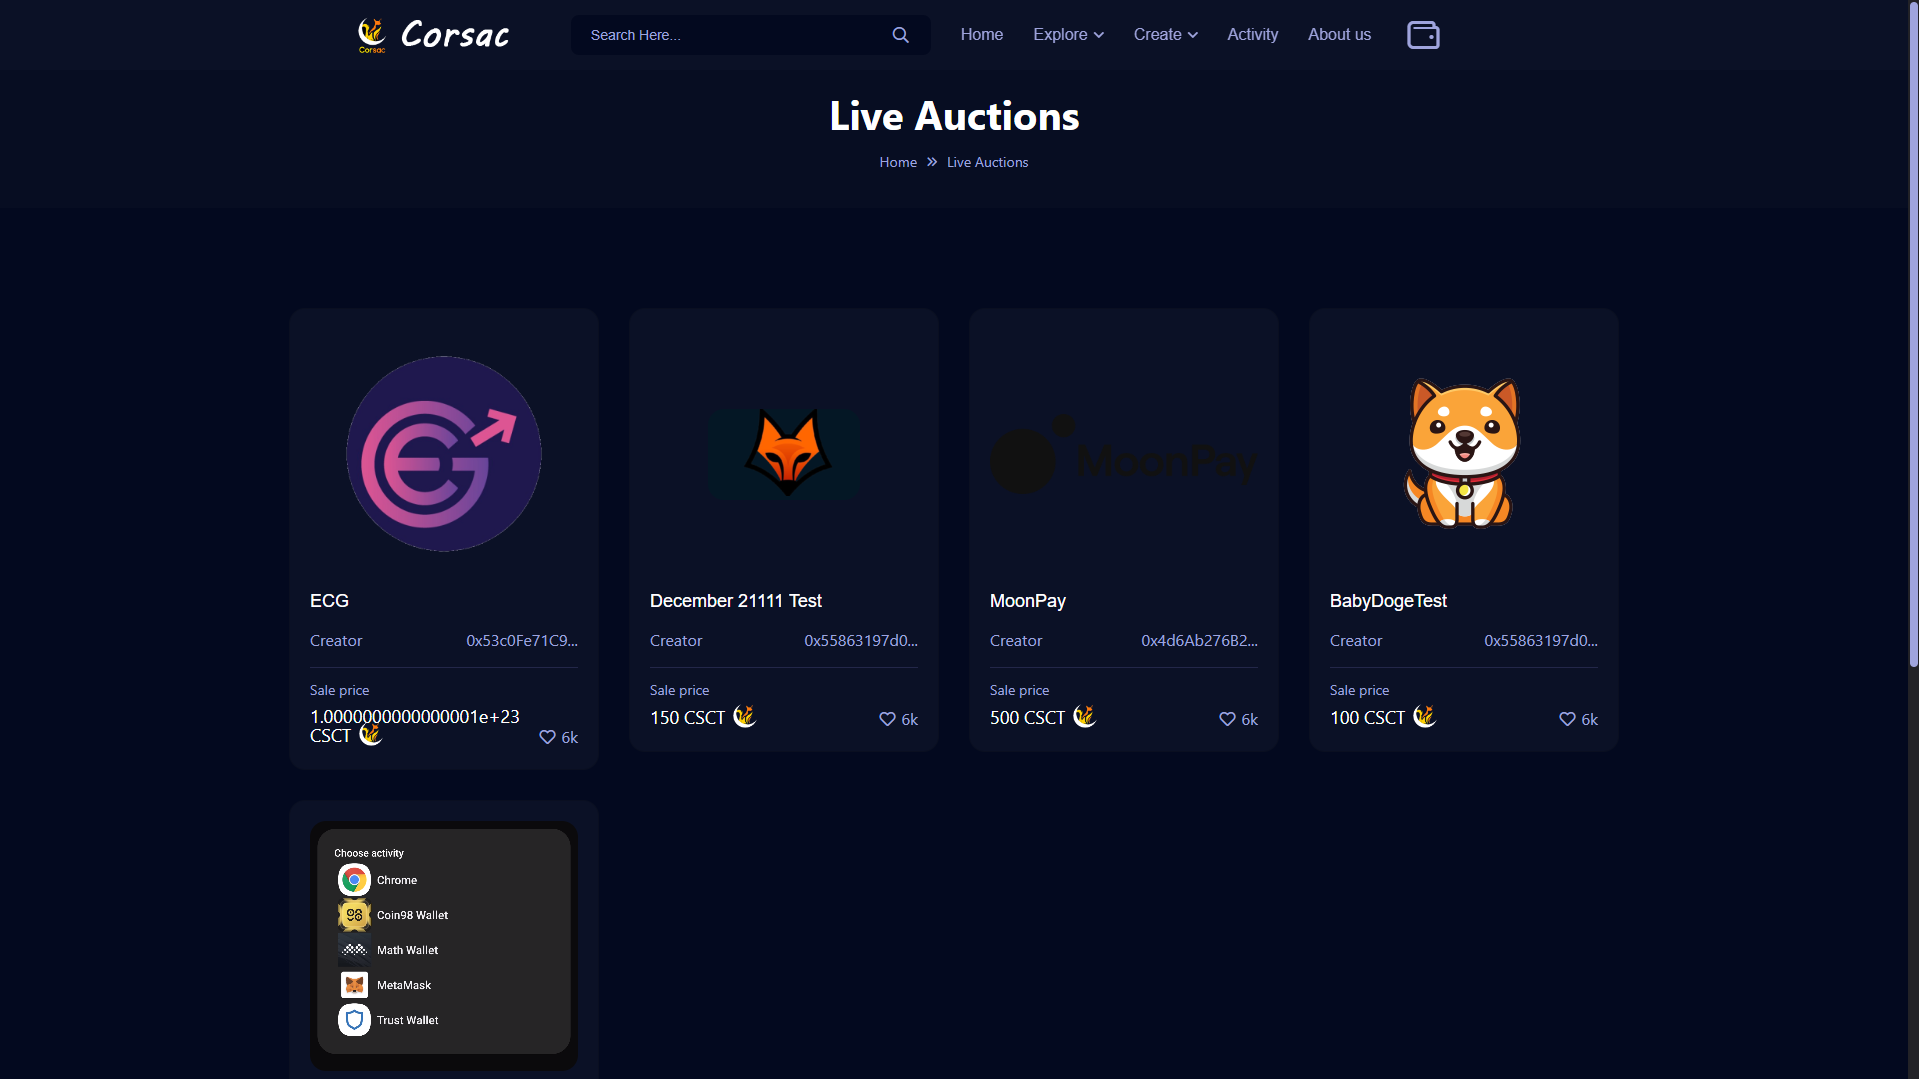 Corsac
Corsac
Search Here...
Home
Explore
Create
Activity
About us
Live Auctions
Home
Live Auctions
MoonPay
ECG
Creator
0x53c0Fe71C9...
Sale price
1.0000000000000001e+23
CSCT
6k
December 21111 Test
Creator
0x55863197d0...
Sale price
150 CSCT
6k
MoonPay
Creator
0x4d6Ab276B2...
Sale price
500 CSCT
6k
BabyDogeTest
Creator
0x55863197d0...
Sale price
100 CSCT
6k
Choose activity
Chrome
Coin98 Wallet
Math Wallet
MetaMask
Trust Wallet